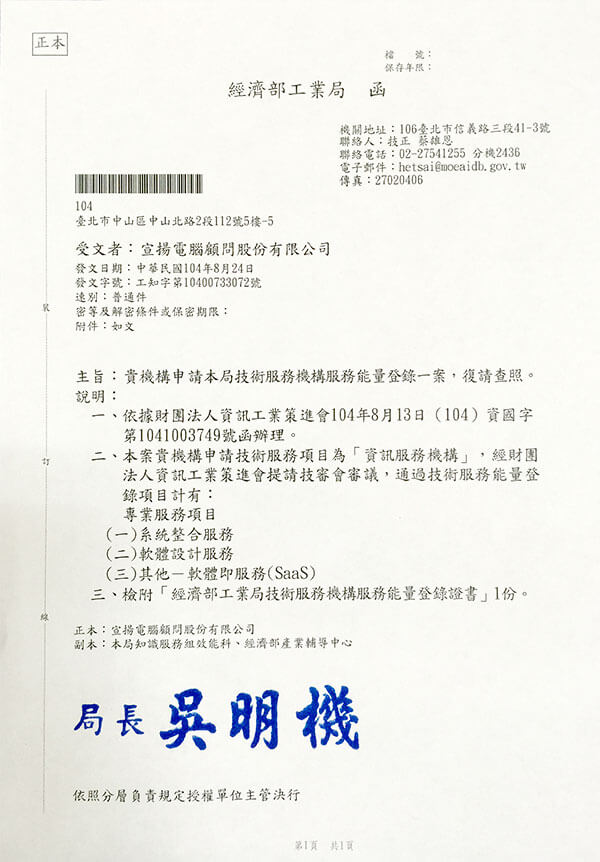 正本
檔　　號：
保存年限：
經濟部工業局　函
機關地址：106臺北市信義路三段41-3號
聯絡人：技正 蔡雄恩
聯絡電話：02-27541255 分機2436
電子郵件：hetsai@moeaidb.gov.tw
傳真：27020406
104
臺北市中山區中山北路2段112號5樓-5
受文者：宣揚電腦顧問股份有限公司
發文日期：中華民國104年8月24日
發文字號：工知字第10400733072號
速別：普通件
密等及解密條件或保密期限：
附件：如文
裝
主旨：貴機構申請本局技術服務機構服務能量登錄一案，復請查照。
說明：
一、依據財團法人資訊工業策進會104年8月13日（104）資國字
第1041003749號函辦理。
二、本案貴機構申請技術服務項目為「資訊服務機構」，經財團
訂
法人資訊工業策進會提請技審會審議，通過技術服務能量登
錄項目計有：
專業服務項目
(一)系統整合服務
(二)軟體設計服務
(三)其他－軟體即服務(SaaS)
三、檢附「經濟部工業局技術服務機構服務能量登錄證書」1份。
線
正本：宣揚電腦顧問股份有限公司
副本：本局知識服務組效能科、經濟部產業輔導中心
局長 吳明機
依照分層負責規定授權單位主管決行
第1頁　共1頁